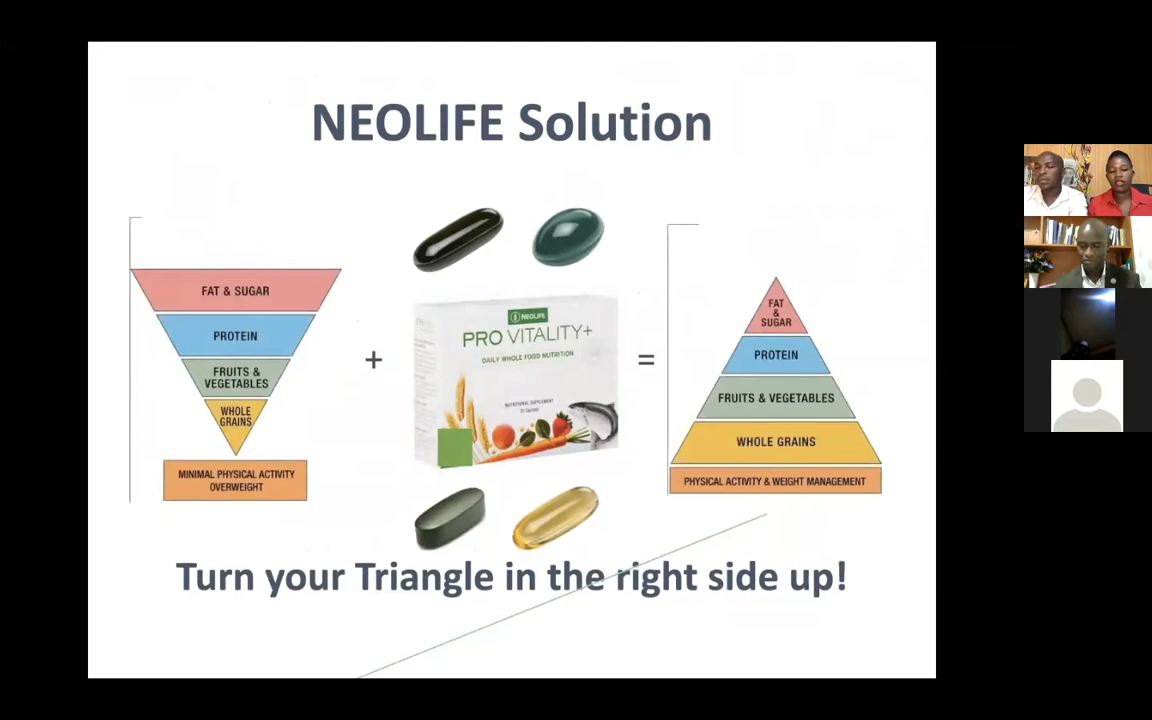 NEOLIFE Solution
FAT & SUGAR
PROTEIN
FRUITS &
VEGETABLES
WHOLE
GRAINS
MINIMAL PHYSICAL ACTIVITY
OVERWEIGHT
+
NEOLIFE
PRO VITALITY+
DAILY WHOLE FOOD NUTRITION
NUTRITIONAL SUPPLEMENT
=
FAT
&
SUGAR
PROTEIN
FRUITS & VEGETABLES
WHOLE GRAINS
PHYSICAL ACTIVITY & WEIGHT MANAGEMENT
Turn your Triangle in the right side up!